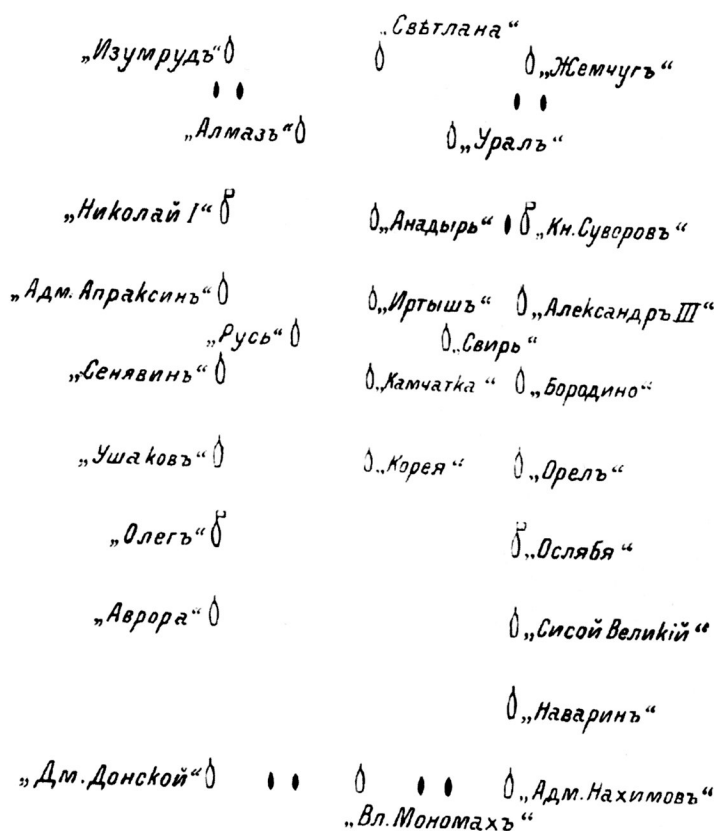 „Свѣтлана“
„Изумрудъ“ „Жемчугъ“
„Алмазъ“ „Уралъ“
„Николай I“ „Анадырь“ „Кн. Суворовъ“
„Адм. Апраксинъ“ „Иртышъ“ „Александръ III“
„Русь“ „Свирь“
„Сенявинъ“ „Камчатка“ „Бородино“
„Ушаковъ“ „Корея“ „Орелъ“
„Олегъ“ „Ослябя“
„Аврора“ „Сисой Великій“
„Наваринъ“
„Дм. Донской“ „Адм. Нахимовъ“
„Вл. Мономахъ“